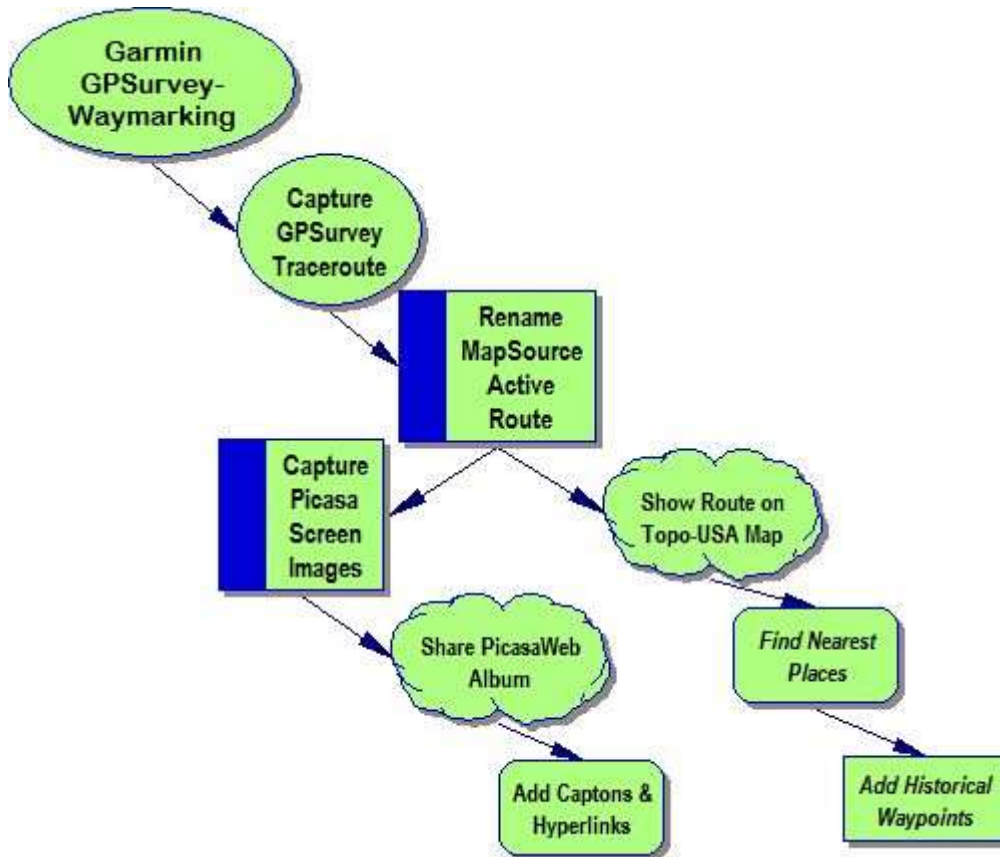 Garmin
GPSurvey-
Waymarking
Capture
GPSurvey
Traceroute
Rename
MapSource
Active
Route
Capture
Picasa
Screen
Images
Show Route on
Topo-USA Map
Share PicasaWeb
Album
Find Nearest
Places
Add Captons &
Hyperlinks
Add Historical
Waypoints